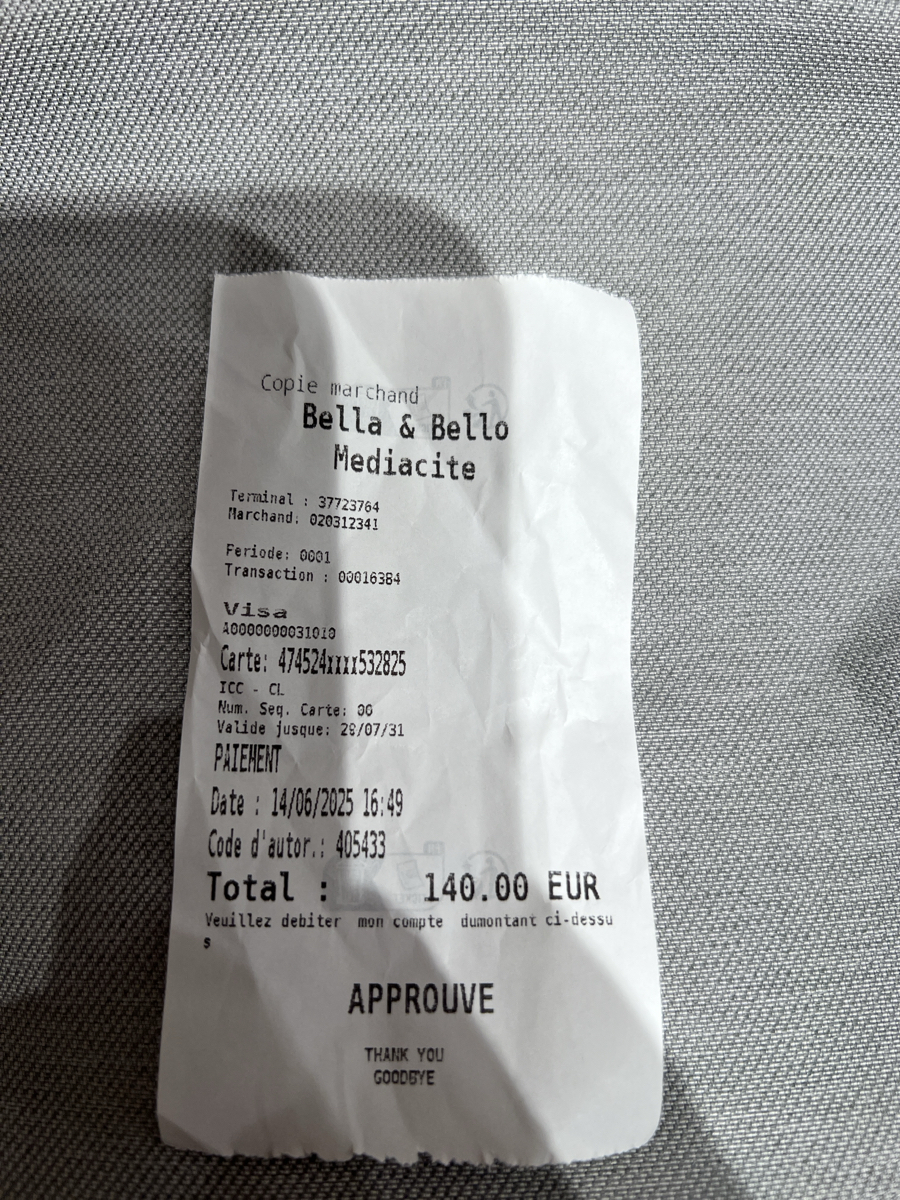 Copie marchand
Bella & Bello
Mediacite
Terminal : 37723764
Marchand: 020312341
Periode: 0001
Transaction : 00016384
Visa
A0000000031010
Carte: 474524xxxx532825
ICC - CL
Num. Seq. Carte: 00
Valide jusque: 28/07/31
PAIEMENT
Date : 14/06/2025 16:49
Code d'autor.: 405433
Total : 140.00 EUR
Veuillez debiter mon compte dumontant ci-dessu
s
APPROUVE
THANK YOU
GOODBYE